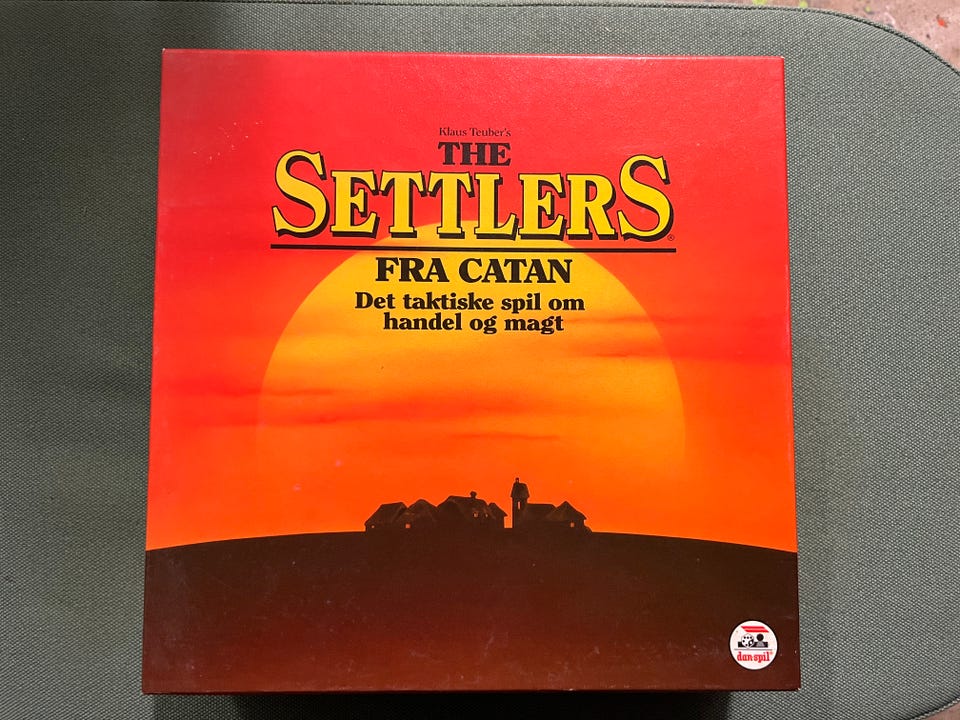 Klaus Teuber's
THE
SETTLERS®
FRA CATAN
Det taktiske spil om
handel og magt
dan spil